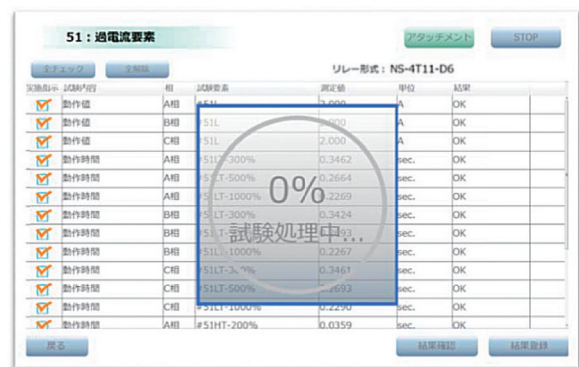 51：過電流要素
アタッチメント
STOP
全チェック
全解除
リレー形式： NS-4T11-D6
実施指示 試験内容 相 試験要素 測定値 単位 結果
動作値 A相 #51L 2.000 A OK
動作値 B相 #51L 2.000 A OK
動作値 C相 #51L 2.000 A OK
動作時間 A相 #51LT-300% 0.3462 sec. OK
動作時間 A相 #51LT-500% 0.2664 sec. OK
動作時間 A相 #51LT-1000% 0.2269 sec. OK
動作時間 B相 #51LT-300% 0.3424 sec. OK
動作時間 B相 sec. OK
動作時間 B相 #51LT-1000% 0.2267 sec. OK
動作時間 C相 #51LT-300% 0.3461 sec. OK
動作時間 C相 #51LT-500% 0.2693 sec. OK
動作時間 C相 #51LT-1000% 0.2290 sec. OK
動作時間 A相 #51HT-200% 0.0359 sec. OK
0%
試験処理中...
戻る
結果確認
結果登録